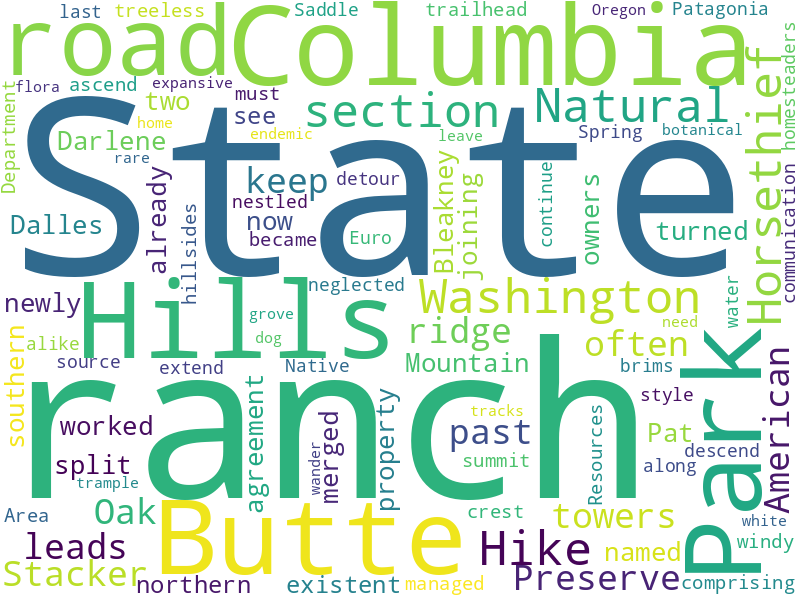 last treeless Saddle trailhead Oregon Patagonia
road Columbia
flora ascend expansive must
Department two see Natural
home section Spring botanical
Darlene endemic leave
rare State
keep detour Horsethief homesteaders
already nestled Bleakney joining continue owners communication
Dalles hillsides now became Euro turned
neglected
newly Hills Washington water
southern alike grove dog ridge often need
source extend Native Mountain brims
ranch Park American
worked agreement property tracks style
split merged past Pat
trample wander summit Resources along descend
Area Oak Butte crest towers white
leads Hike named windy
Stacker northern existent managed Preserve comprising